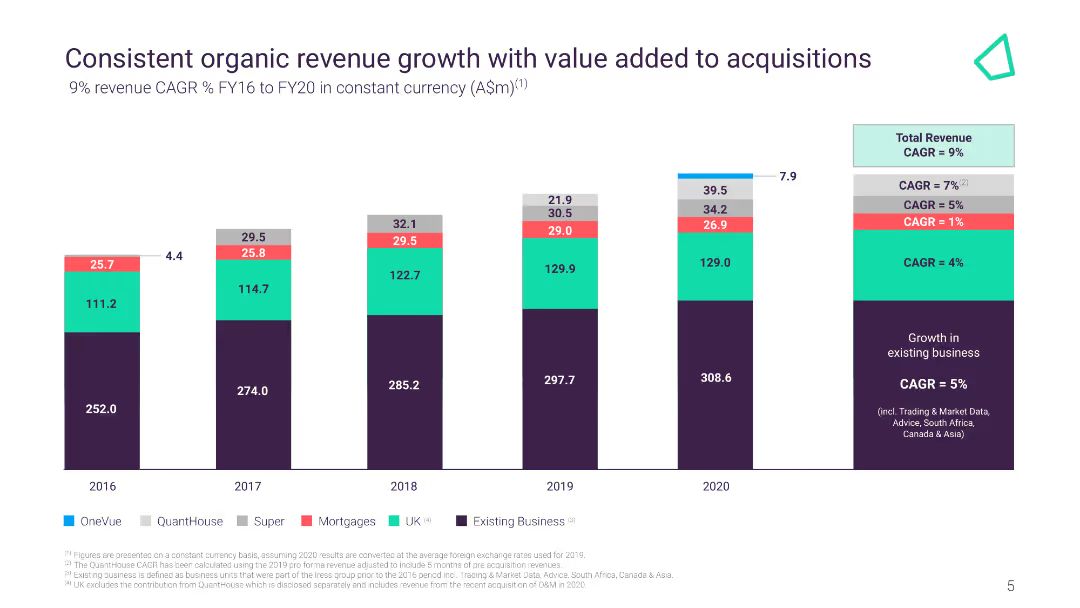 Consistent organic revenue growth with value added to acquisitions
9% revenue CAGR % FY16 to FY20 in constant currency (A$m)(1)
Total Revenue
CAGR = 9%
7.9
39.5
34.2
26.9
129.0
308.6
21.9
30.5
29.0
129.9
297.7
32.1
29.5
122.7
285.2
29.5
25.8
114.7
274.0
4.4
25.7
111.2
252.0
CAGR = 7%(2)
CAGR = 5%
CAGR = 1%
CAGR = 4%
Growth in
existing business
CAGR = 5%
(incl. Trading & Market Data,
Advice, South Africa,
Canada & Asia)
2016 2017 2018 2019 2020
OneVue QuantHouse Super Mortgages UK (4) Existing Business (3)
(1) Figures are presented on a constant currency basis, assuming 2020 results are converted at the average foreign exchange rates used for 2019.
(2) The QuantHouse CAGR has been calculated using the 2019 pro forma revenue adjusted to include 5 months of pre acquisition revenues.
(3) Existing business is defined as business units that were part of the Iress group prior to the 2016 period incl. Trading & Market Data, Advice, South Africa, Canada & Asia.
(4) UK excludes the contribution from QuantHouse which is disclosed separately and includes revenue from the recent acquisition of O&M in 2020.
5